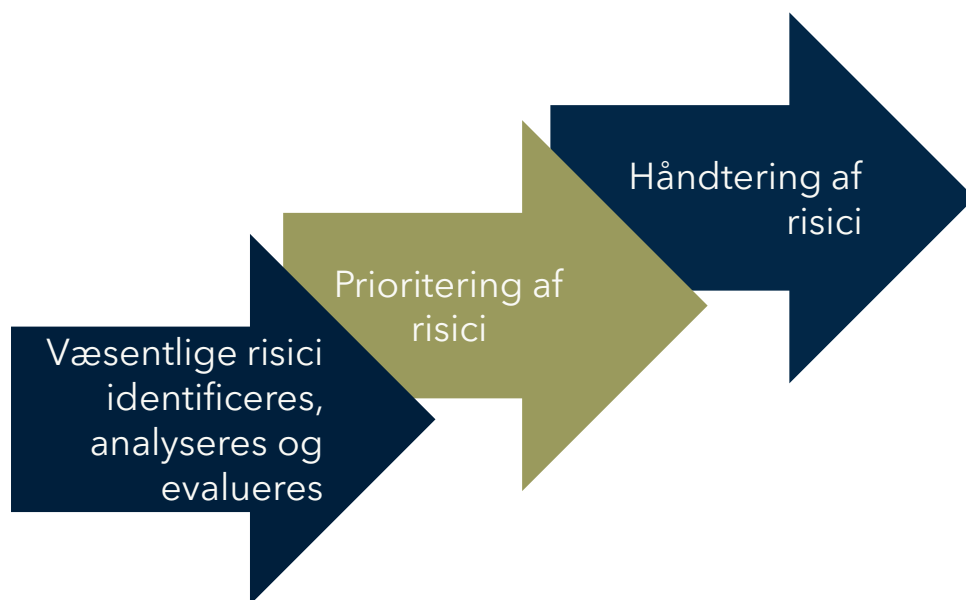 Væsentlige risici
identificeres,
analyseres og
evalueres
Prioritering af
risici
Håndtering af
risici